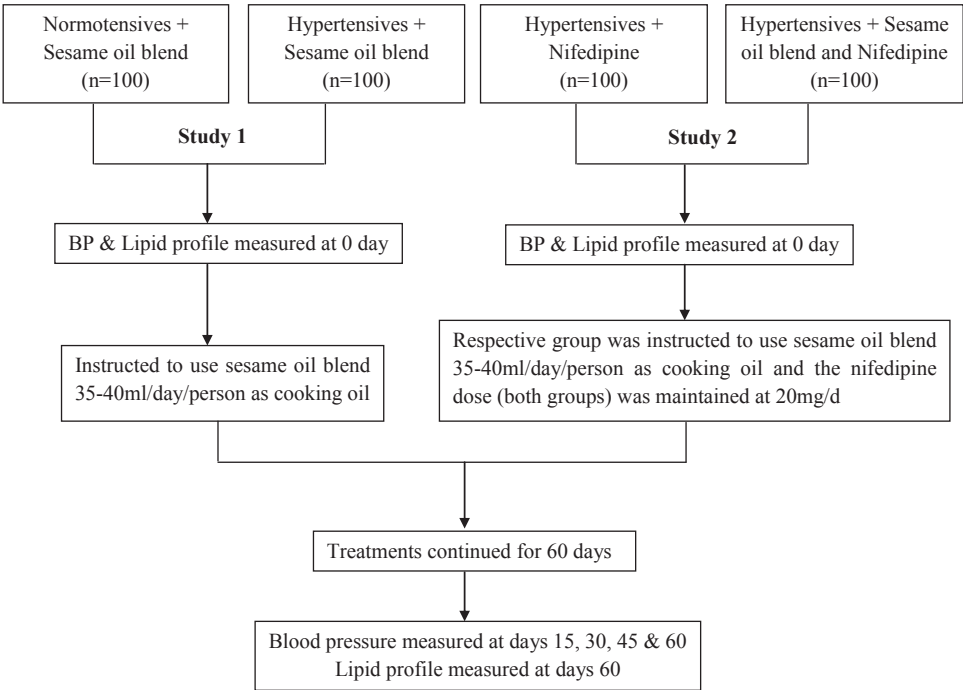 Normotensives +
Sesame oil blend
(n=100)
Hypertensives +
Sesame oil blend
(n=100)
Hypertensives +
Nifedipine
(n=100)
Hypertensives + Sesame
oil blend and Nifedipine
(n=100)
Study 1
Study 2
BP & Lipid profile measured at 0 day
BP & Lipid profile measured at 0 day
Instructed to use sesame oil blend
35-40ml/day/person as cooking oil
Respective group was instructed to use sesame oil blend
35-40ml/day/person as cooking oil and the nifedipine
dose (both groups) was maintained at 20mg/d
Treatments continued for 60 days
Blood pressure measured at days 15, 30, 45 & 60
Lipid profile measured at days 60